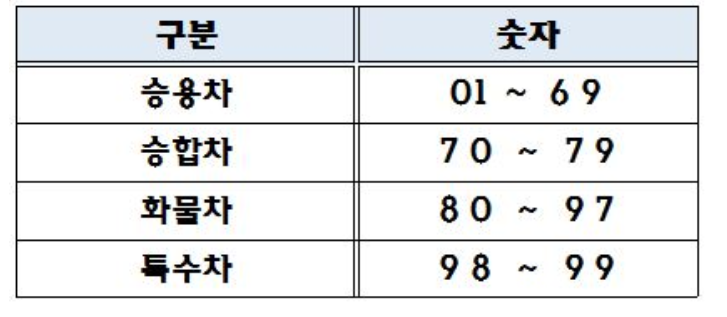 구분 숫자
승용차 01 ~ 69
승합차 70 ~ 79
화물차 80 ~ 97
특수차 98 ~ 99